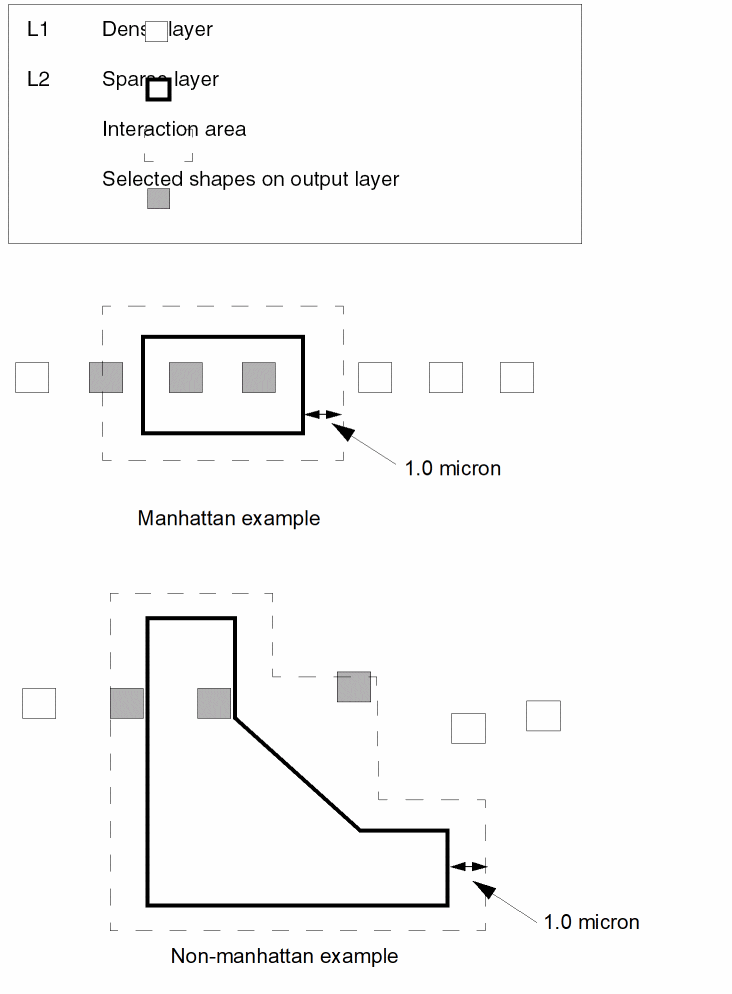 L1 Dense layer
L2 Sparse layer
Interaction area
Selected shapes on output layer
1.0 micron
Manhattan example
1.0 micron
Non-manhattan example